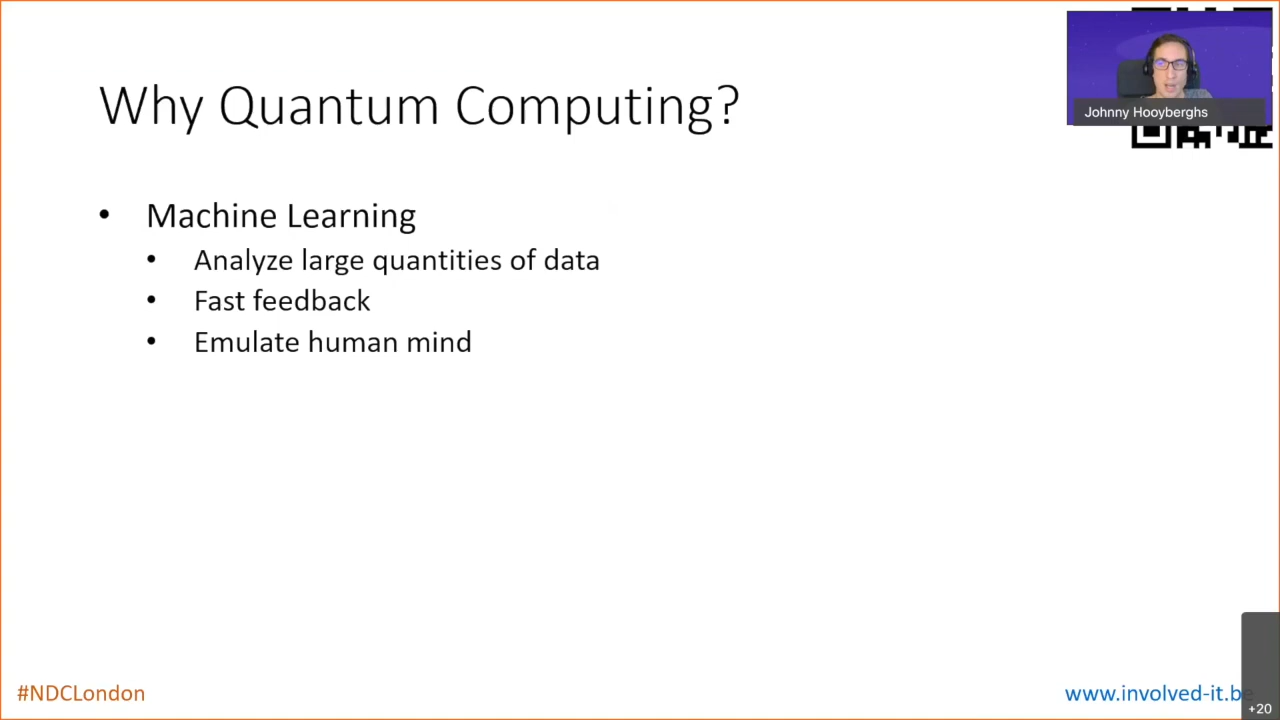 Why Quantum Computing?
Johnny Hooyberghs
• Machine Learning
• Analyze large quantities of data
• Fast feedback
• Emulate human mind
#NDCLondon
www.involved-it.be
+20